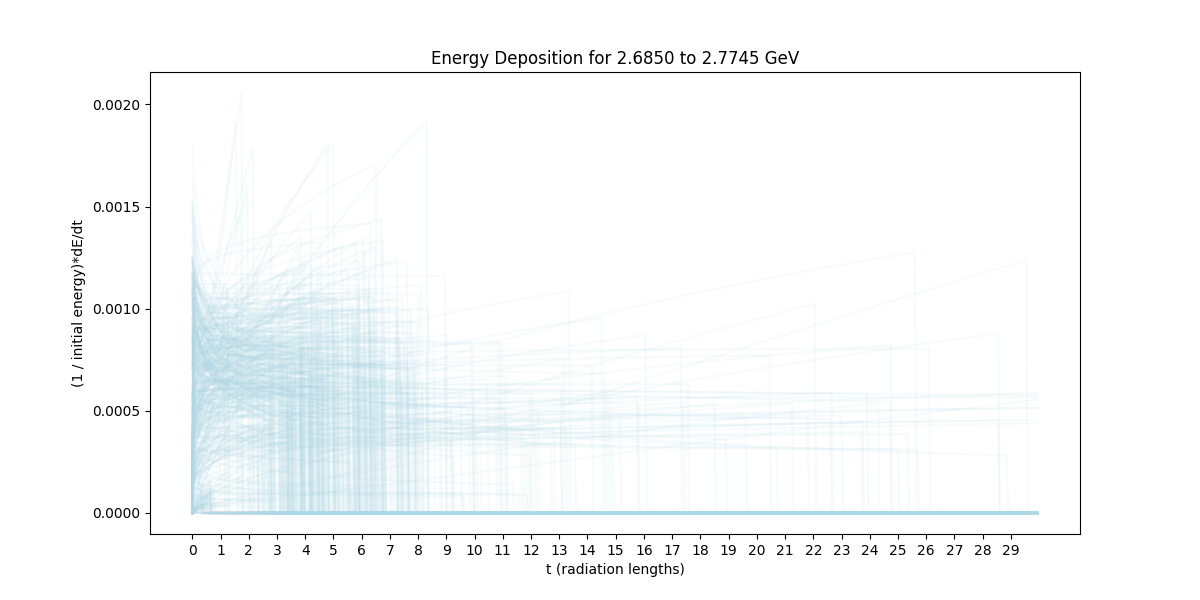 Energy Deposition for 2.6850 to 2.7745 GeV
(1 / initial energy)*dE/dt
0.0020
0.0015
0.0010
0.0005
0.0000
0 1 2 3 4 5 6 7 8 9 10 11 12 13 14 15 16 17 18 19 20 21 22 23 24 25 26 27 28 29
t (radiation lengths)